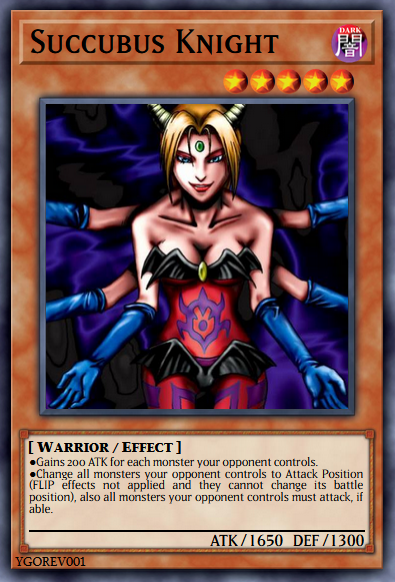 SUCCUBUS KNIGHT
DARK
闇
[ WARRIOR / EFFECT ]
●Gains 200 ATK for each monster your opponent controls.
●Change all monsters your opponent controls to Attack Position
(FLIP effects not applied and they cannot change its battle
position), also all monsters your opponent controls must attack, if
able.
ATK / 1650 DEF / 1300
YGOREV001